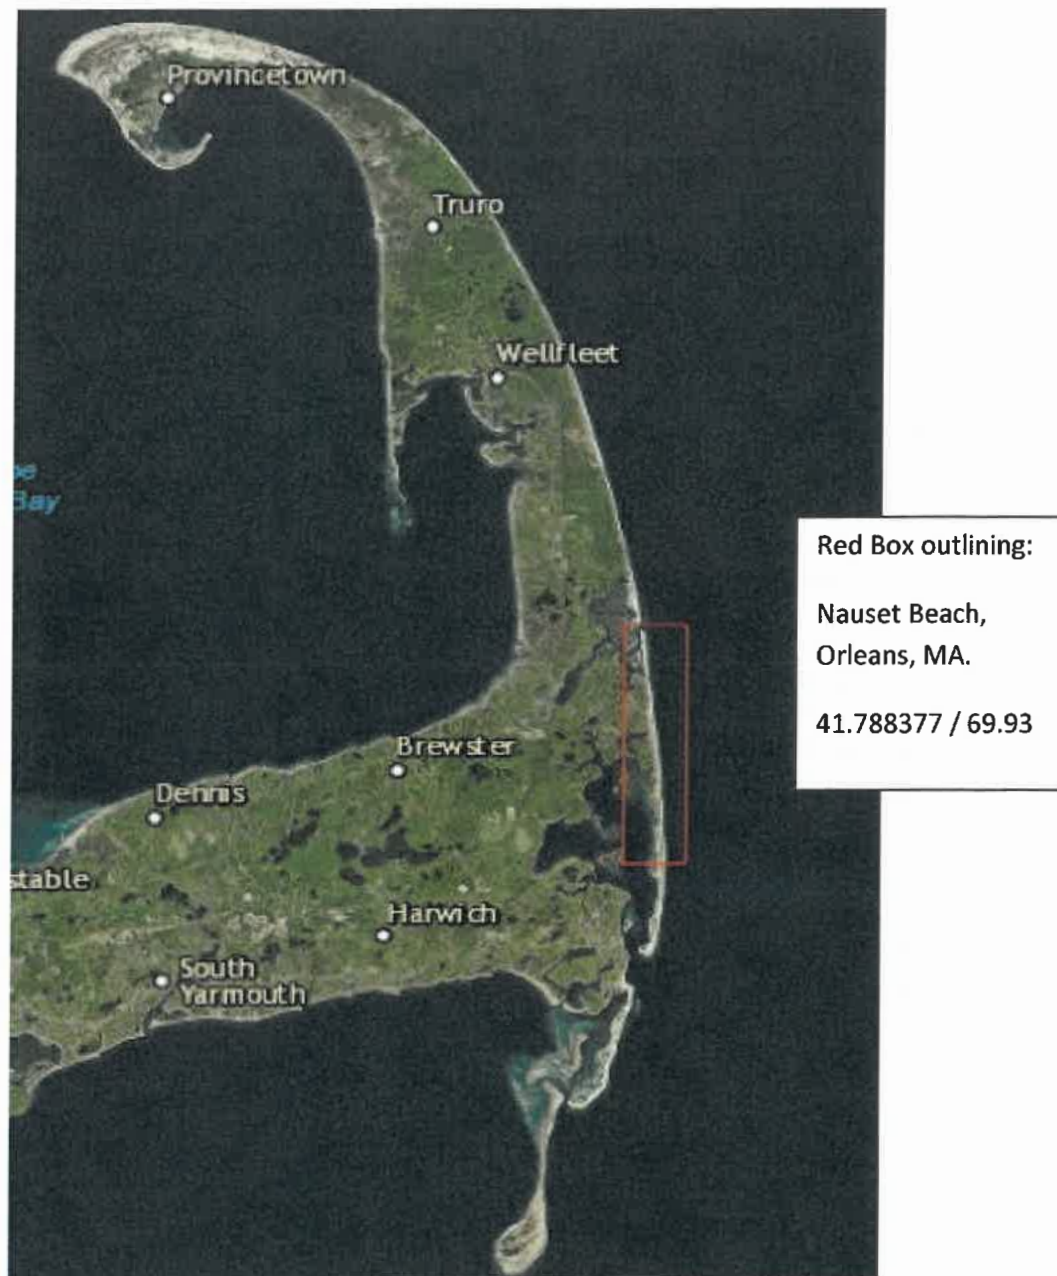 Provincetown
Truro
Wellfleet
Bay
Red Box outlining:
Nauset Beach,
Orleans, MA.
41.788377 / 69.93
Brewster
Dennis
stable
Harwich
South
Yarmouth